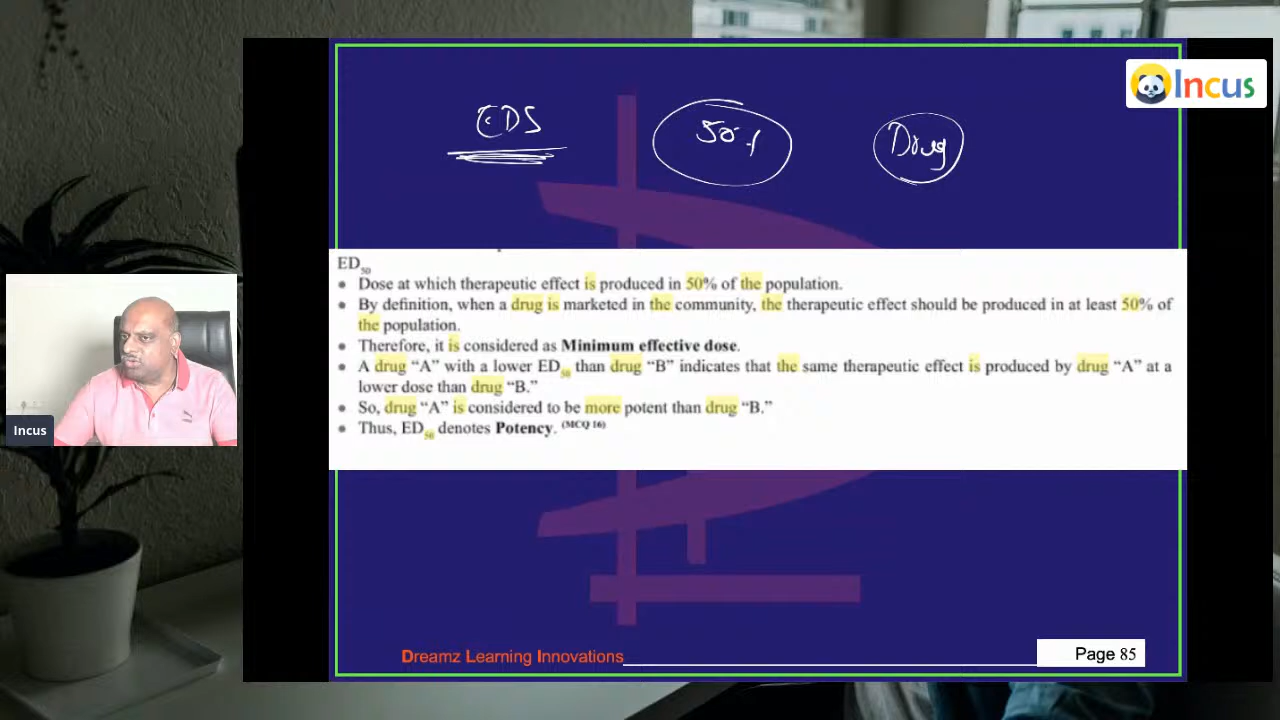 Incus
EDS
50%
Drug
ED50
• Dose at which therapeutic effect is produced in 50% of the population.
• By definition, when a drug is marketed in the community, the therapeutic effect should be produced in at least 50% of
the population.
• Therefore, it is considered as Minimum effective dose.
• A drug “A” with a lower ED50 than drug “B” indicates that the same therapeutic effect is produced by drug “A” at a
lower dose than drug “B.”
• So, drug “A” is considered to be more potent than drug “B.”
• Thus, ED50 denotes Potency. (MCQ 16)
Incus
Dreamz Learning Innovations
Page 85